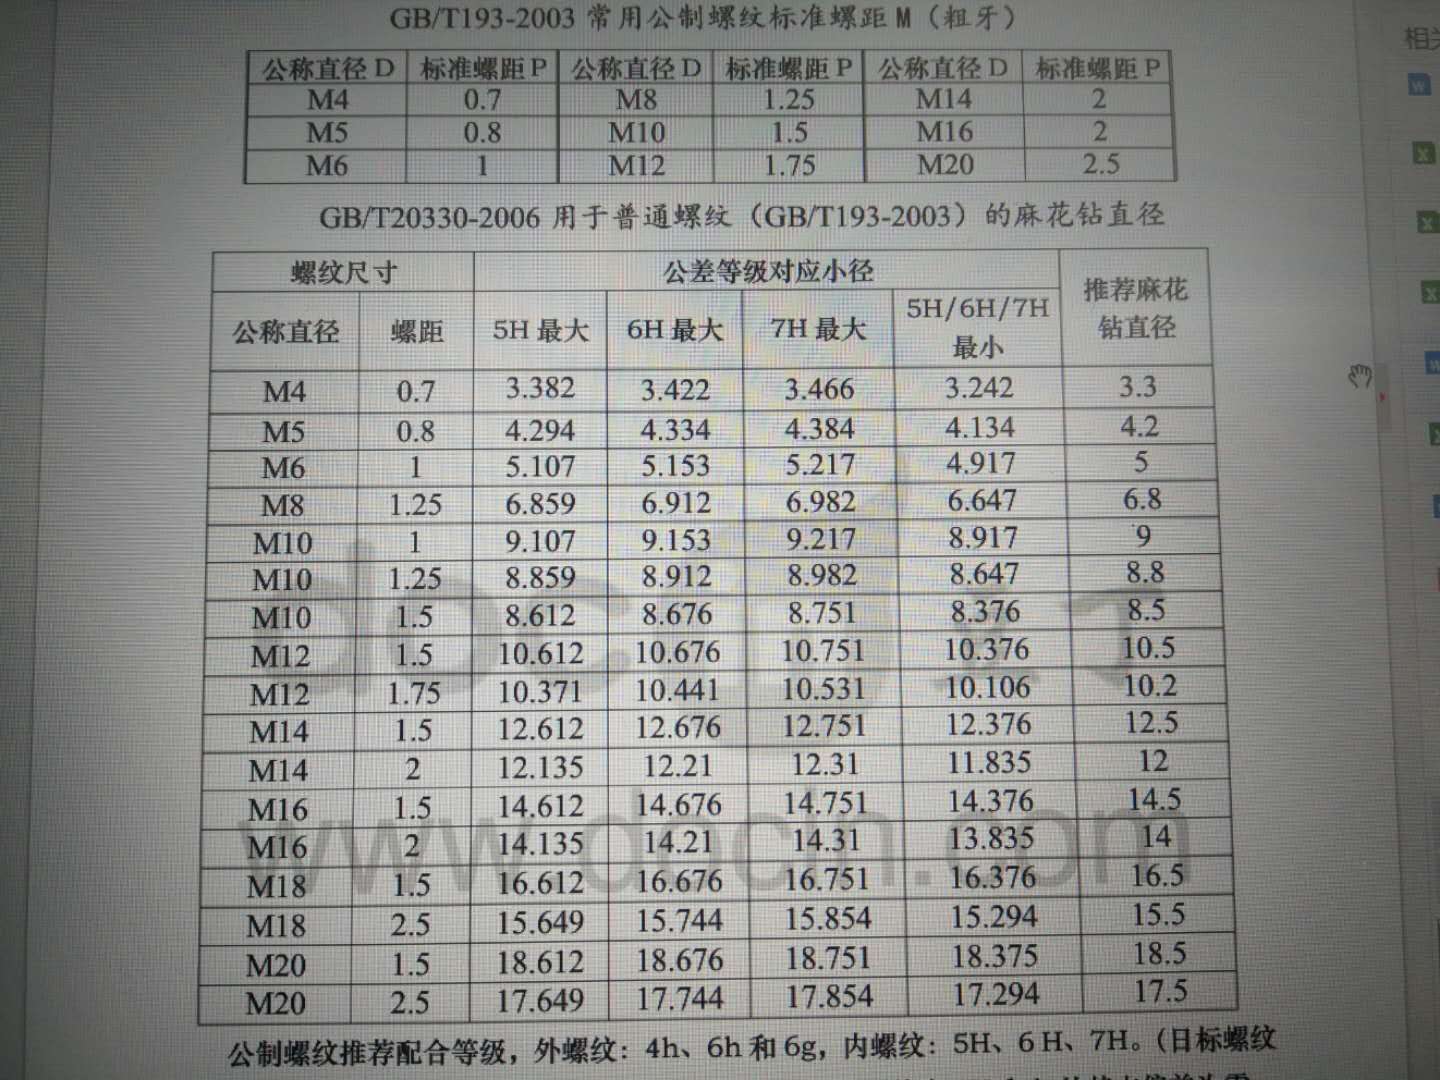 GB/T193-2003 常用公制螺纹标准螺距 M（粗牙）
相关
公称直径 D 标准螺距 P 公称直径 D 标准螺距 P 公称直径 D 标准螺距 P
M4 0.7 M8 1.25 M14 2
M5 0.8 M10 1.5 M16 2
M6 1 M12 1.75 M20 2.5
GB/T20330-2006 用于普通螺纹（GB/T193-2003）的麻花钻直径
螺纹尺寸 公差等级对应小径 推荐麻花钻直径
公称直径 螺距 5H 最大 6H 最大 7H 最大 5H/6H/7H 最小
M4 0.7 3.382 3.422 3.466 3.242 3.3
M5 0.8 4.294 4.334 4.384 4.134 4.2
M6 1 5.107 5.153 5.217 4.917 5
M8 1.25 6.859 6.912 6.982 6.647 6.8
M10 1 9.107 9.153 9.217 8.917 9
M10 1.25 8.859 8.912 8.982 8.647 8.8
M10 1.5 8.612 8.676 8.751 8.376 8.5
M12 1.5 10.612 10.676 10.751 10.376 10.5
M12 1.75 10.371 10.441 10.531 10.106 10.2
M14 1.5 12.612 12.676 12.751 12.376 12.5
M14 2 12.135 12.21 12.31 11.835 12
M16 1.5 14.612 14.676 14.751 14.376 14.5
M16 2 14.135 14.21 14.31 13.835 14
www.docin.com
M18 1.5 16.612 16.676 16.751 16.376 16.5
M18 2.5 15.649 15.744 15.854 15.294 15.5
M20 1.5 18.612 18.676 18.751 18.375 18.5
M20 2.5 17.649 17.744 17.854 17.294 17.5
公制螺纹推荐配合等级，外螺纹：4h、6h 和 6g，内螺纹：5H、6 H、7H。(日标螺纹